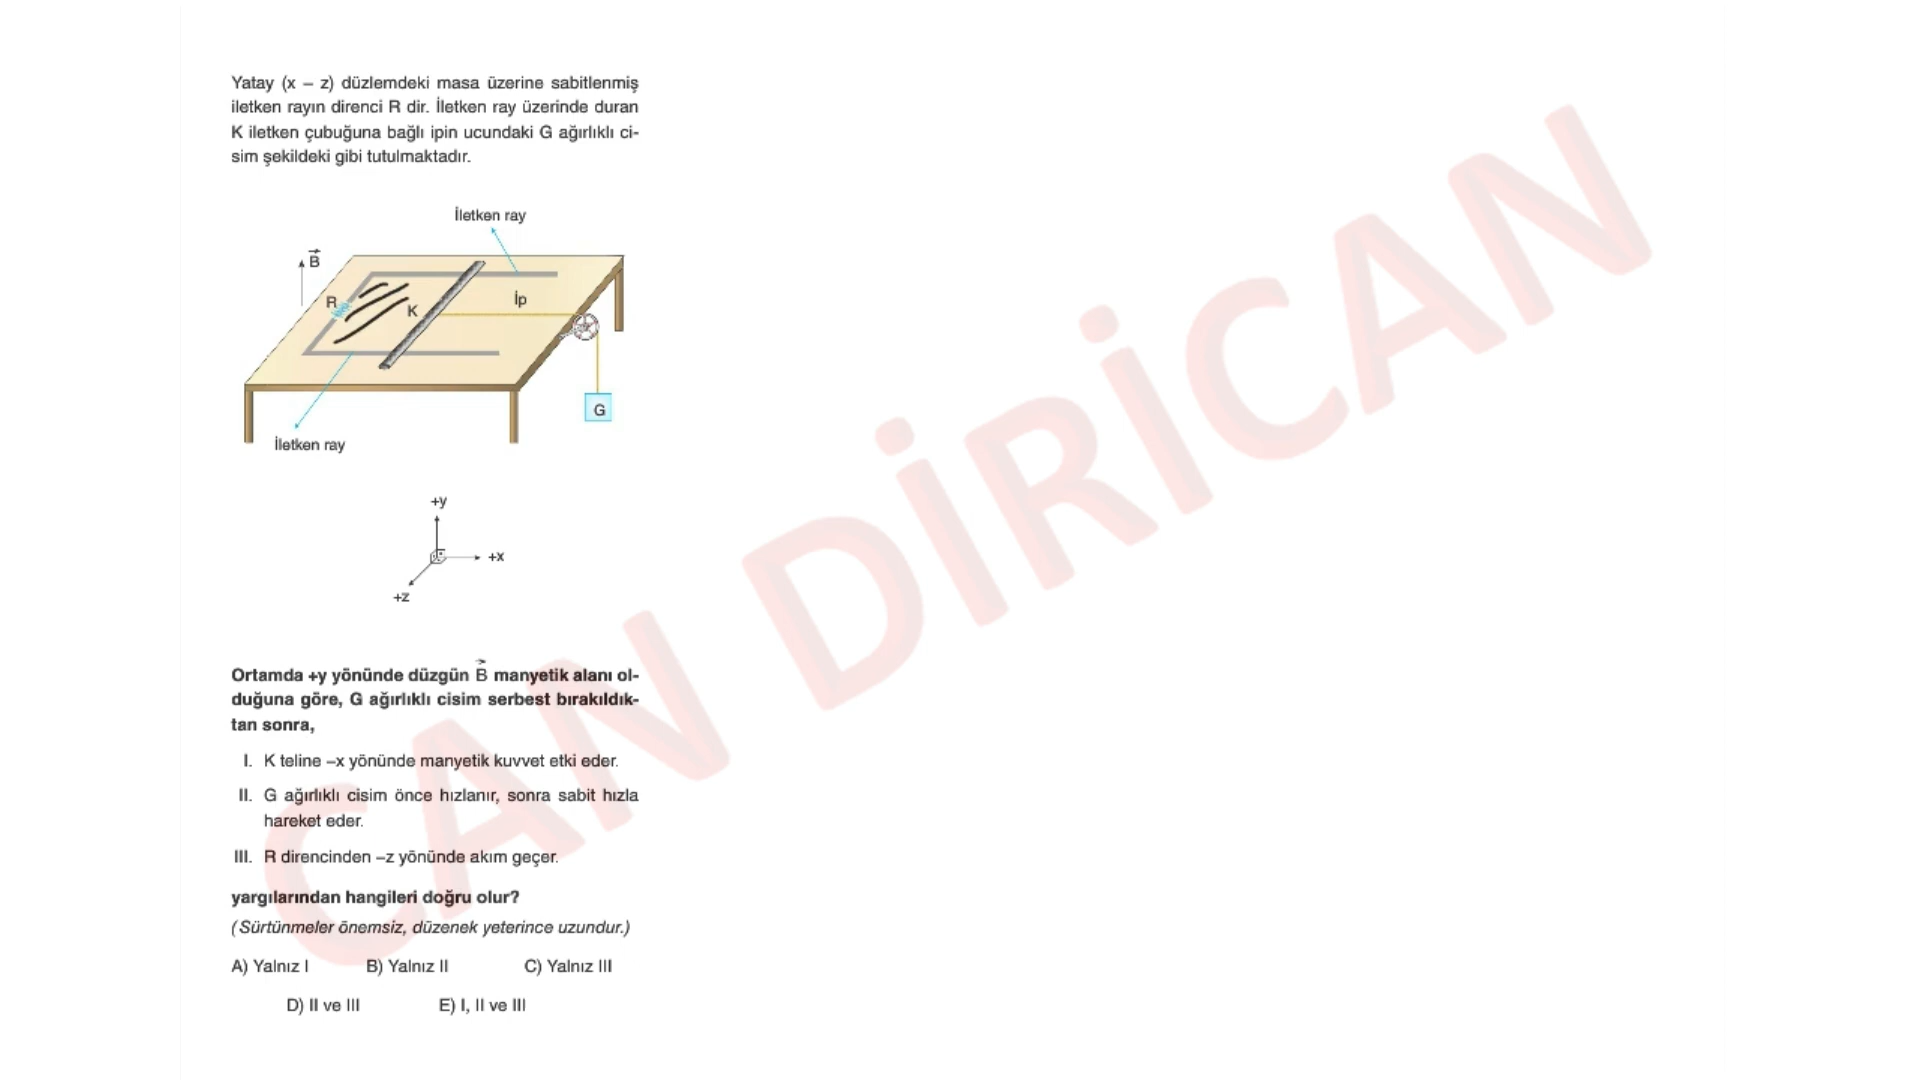 Yatay (x – z) düzlemdeki masa üzerine sabitlenmiş
iletken rayın direnci R dir. İletken ray üzerinde duran
K iletken çubuğuna bağlı ipin ucundaki G ağırlıklı ci-
sim şekildeki gibi tutulmaktadır.
İletken ray
B
R
K
İp
G
İletken ray
+y
+x
+z
Ortamda +y yönünde düzgün B manyetik alanı ol-
duğuna göre, G ağırlıklı cisim serbest bırakıldık-
tan sonra,
I. K teline –x yönünde manyetik kuvvet etki eder.
II. G ağırlıklı cisim önce hızlanır, sonra sabit hızla
hareket eder.
III. R direncinden –z yönünde akım geçer.
yargılarından hangileri doğru olur?
(Sürtünmeler önemsiz, düzenek yeterince uzundur.)
A) Yalnız I B) Yalnız II C) Yalnız III
D) II ve III E) I, II ve III
CAN DİRİCAN